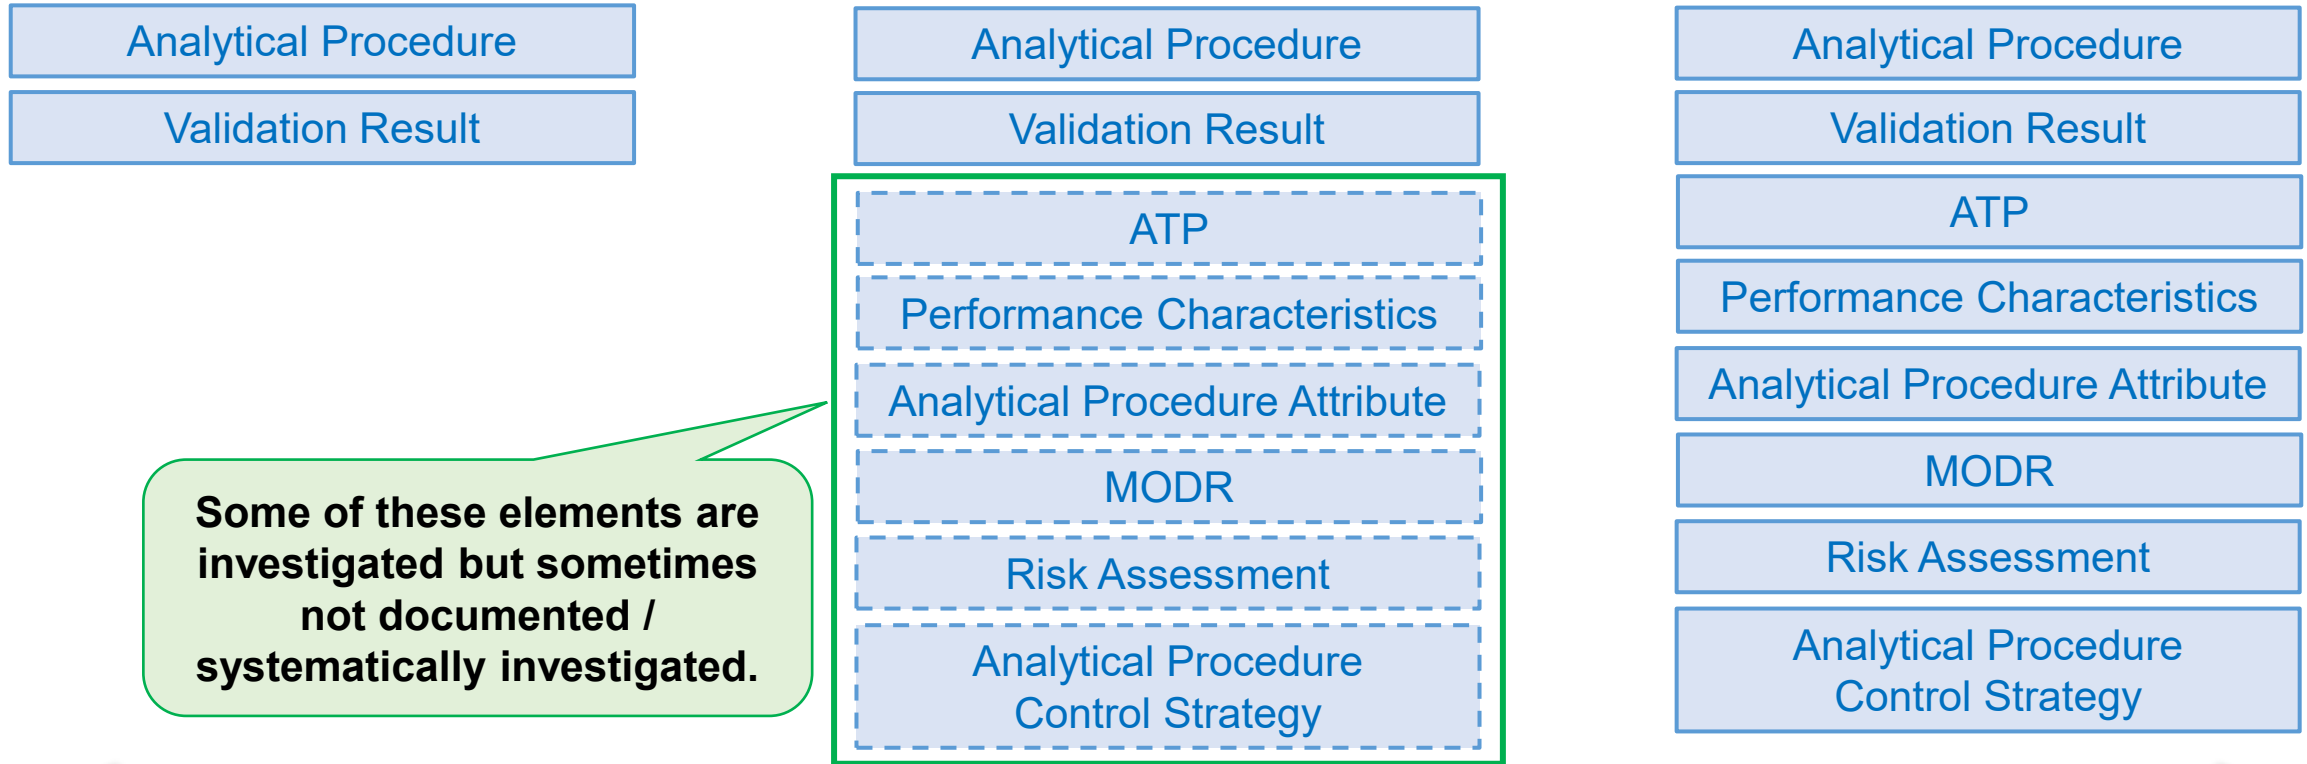 Analytical Procedure
Validation Result
Some of these elements are
investigated but sometimes
not documented /
systematically investigated.
Analytical Procedure
Validation Result
ATP
Performance Characteristics
Analytical Procedure Attribute
MODR
Risk Assessment
Analytical Procedure
Control Strategy
Analytical Procedure
Validation Result
ATP
Performance Characteristics
Analytical Procedure Attribute
MODR
Risk Assessment
Analytical Procedure
Control Strategy